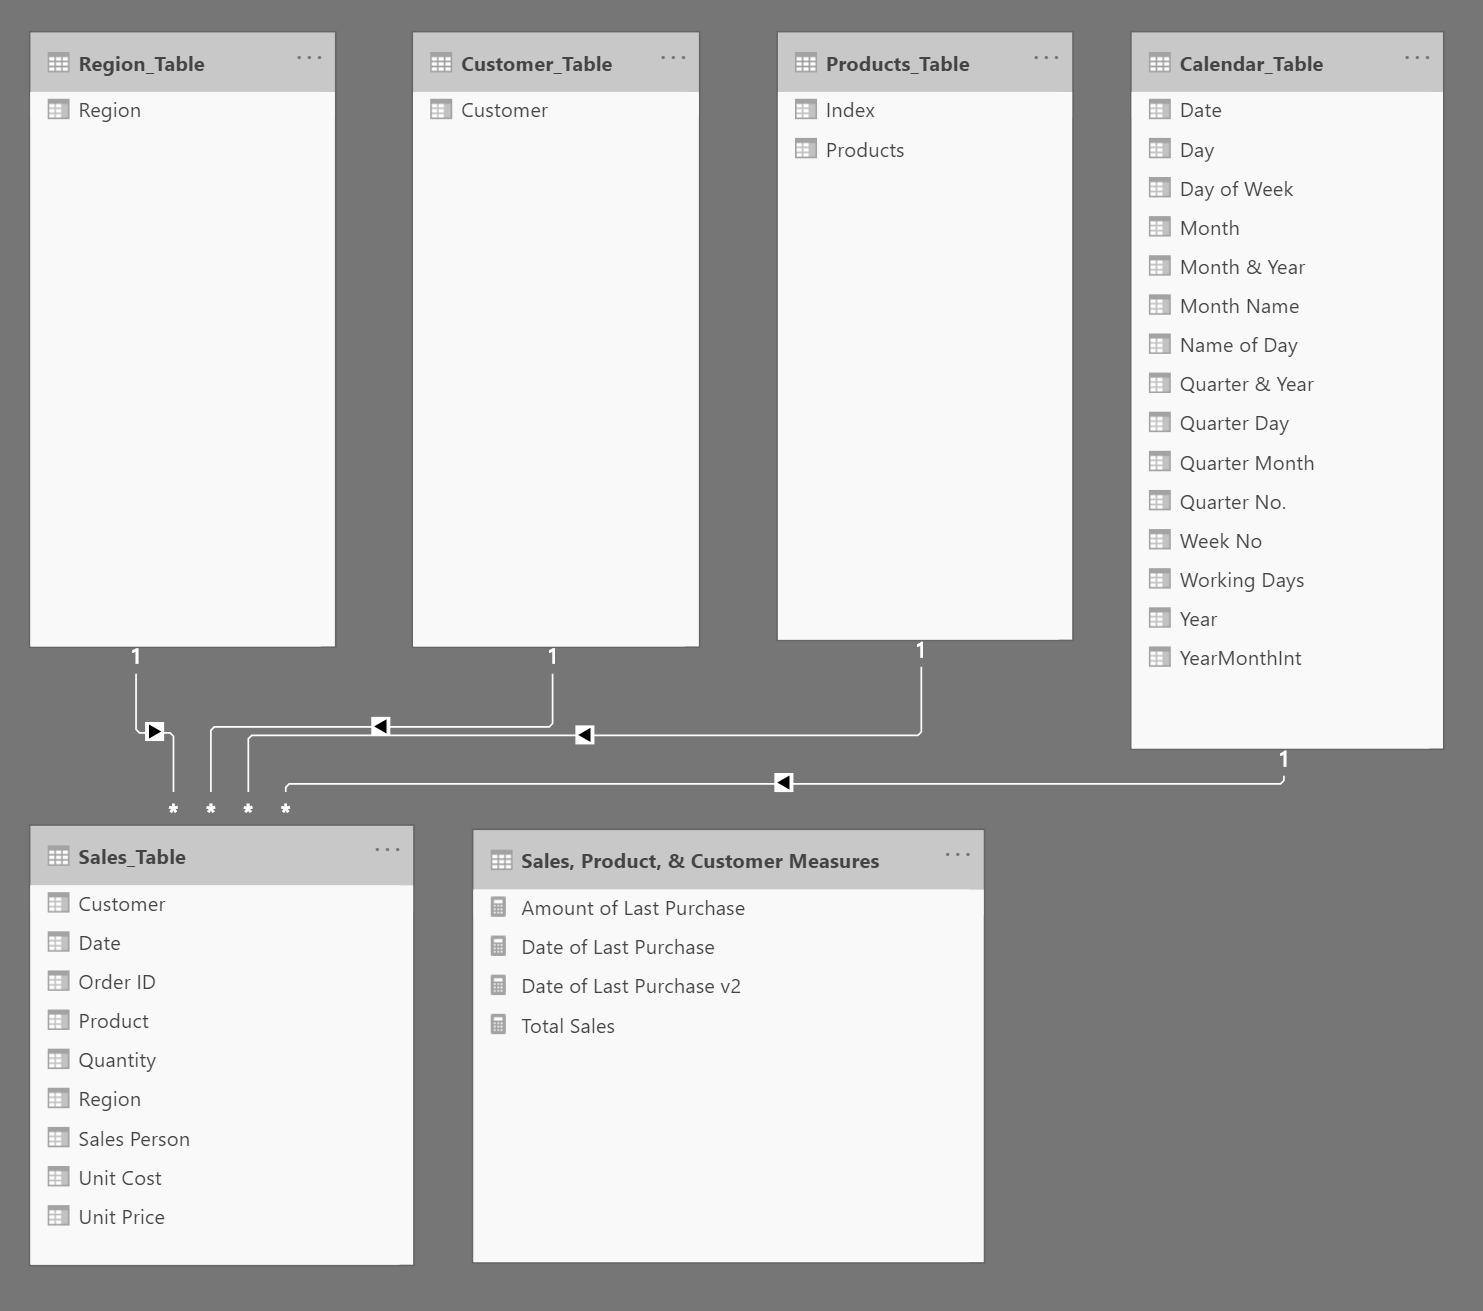 Region_Table
Region
Customer_Table
Customer
Products_Table
Index
Products
Calendar_Table
Date
Day
Day of Week
Month
Month & Year
Month Name
Name of Day
Quarter & Year
Quarter Day
Quarter Month
Quarter No.
Week No
Working Days
Year
YearMonthInt
1
1
1
1
*
*
*
*
Sales_Table
Customer
Date
Order ID
Product
Quantity
Region
Sales Person
Unit Cost
Unit Price
Sales, Product, & Customer Measures
Amount of Last Purchase
Date of Last Purchase
Date of Last Purchase v2
Total Sales